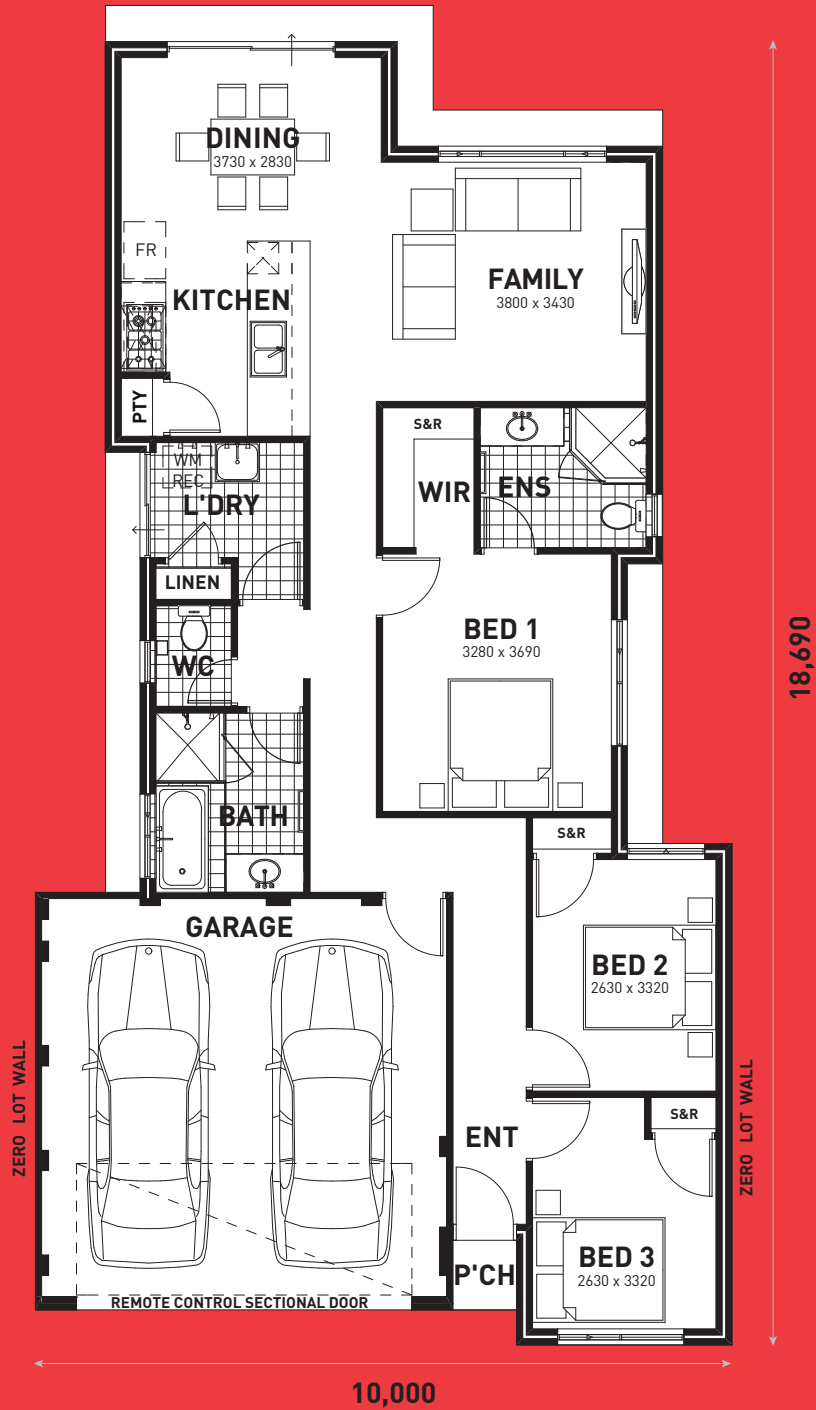 DINING
3730 x 2830
FR
KITCHEN
FAMILY
3800 x 3430
PTY
S&R
WM
REC
L'DRY
WIR
ENS
LINEN
WC
BED 1
3280 x 3690
18,690
BATH
S&R
GARAGE
BED 2
2630 x 3320
ZERO LOT WALL
ZERO LOT WALL
ENT
S&R
P'CH
BED 3
2630 x 3320
REMOTE CONTROL SECTIONAL DOOR
10,000